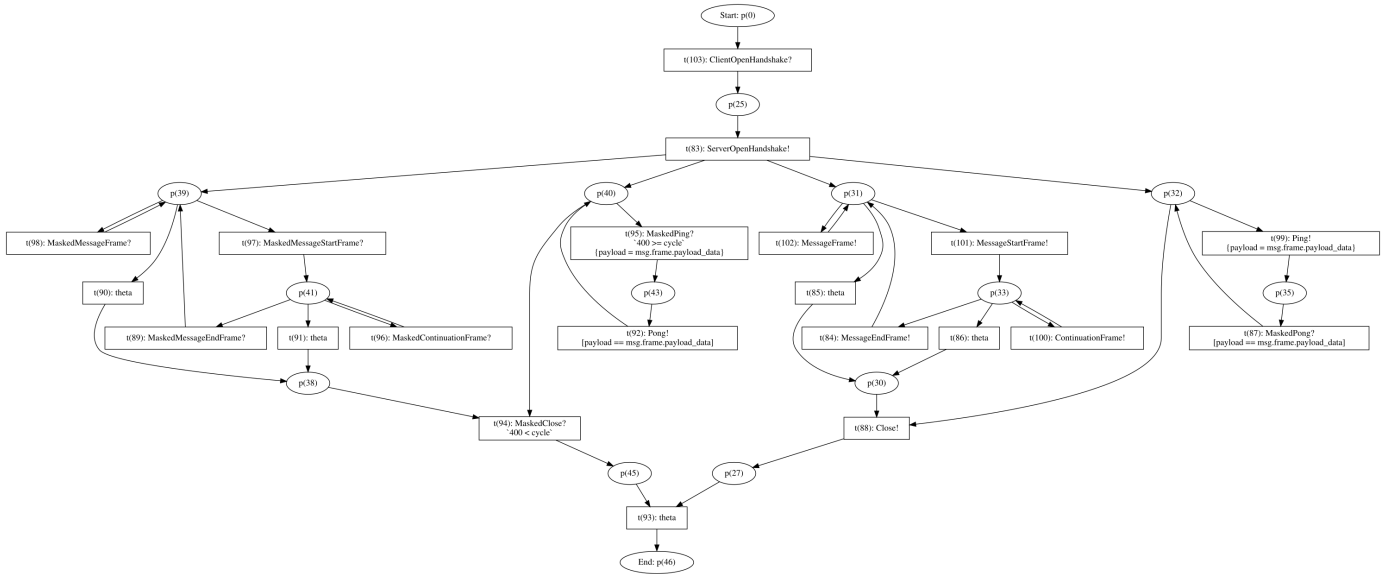 Start: p(0)
t(103): ClientOpenHandshake?
p(25)
t(83): ServerOpenHandshake!
p(39)
p(40)
p(31)
p(32)
t(98): MaskedMessageFrame?
t(97): MaskedMessageStartFrame?
t(95): MaskedPing?
`400 >= cycle`
{payload = msg.frame.payload_data}
t(102): MessageFrame!
t(101): MessageStartFrame!
t(99): Ping!
{payload = msg.frame.payload_data}
t(90): theta
p(41)
p(43)
t(85): theta
p(33)
p(35)
t(89): MaskedMessageEndFrame?
t(91): theta
t(96): MaskedContinuationFrame?
t(92): Pong!
{payload == msg.frame.payload_data}
t(84): MessageEndFrame!
t(86): theta
t(100): ContinuationFrame!
t(87): MaskedPong?
{payload == msg.frame.payload_data}
p(38)
p(30)
t(94): MaskedClose?
`400 < cycle`
t(88): Close!
p(45)
p(27)
t(93): theta
End: p(46)